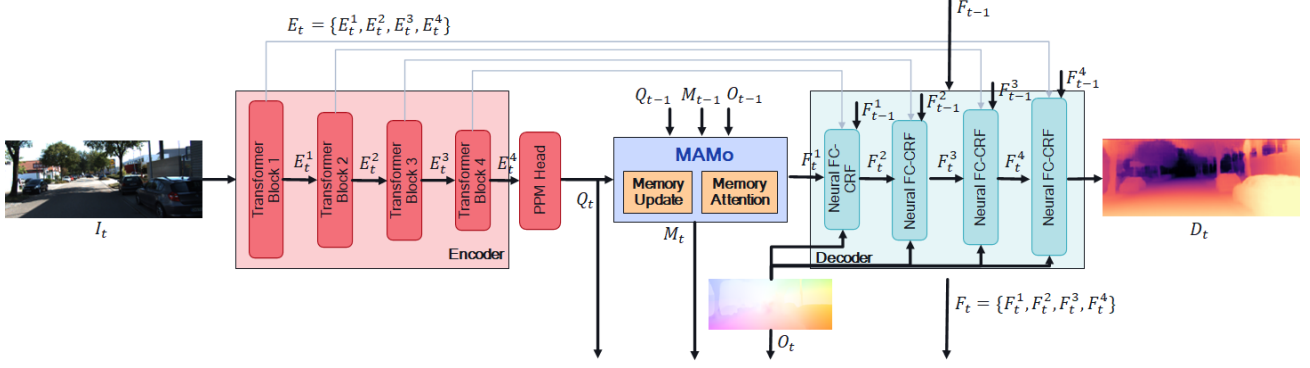 E_t = {E_t^1, E_t^2, E_t^3, E_t^4}
F_{t-1}
Q_{t-1} M_{t-1} O_{t-1}
F_{t-1}^1
F_{t-1}^2
F_{t-1}^3
F_{t-1}^4
I_t
Transformer
Block 1
E_t^1
Transformer
Block 2
E_t^2
Transformer
Block 3
E_t^3
Transformer
Block 4
E_t^4
Encoder
PPM Head
Q_t
MAMo
Memory
Update
Memory
Attention
M_t
F_t^1
Neural FC-
CRF
F_t^2
Neural FC-CRF
F_t^3
Neural FC-CRF
F_t^4
Neural FC-CRF
Decoder
D_t
O_t
F_t = {F_t^1, F_t^2, F_t^3, F_t^4}